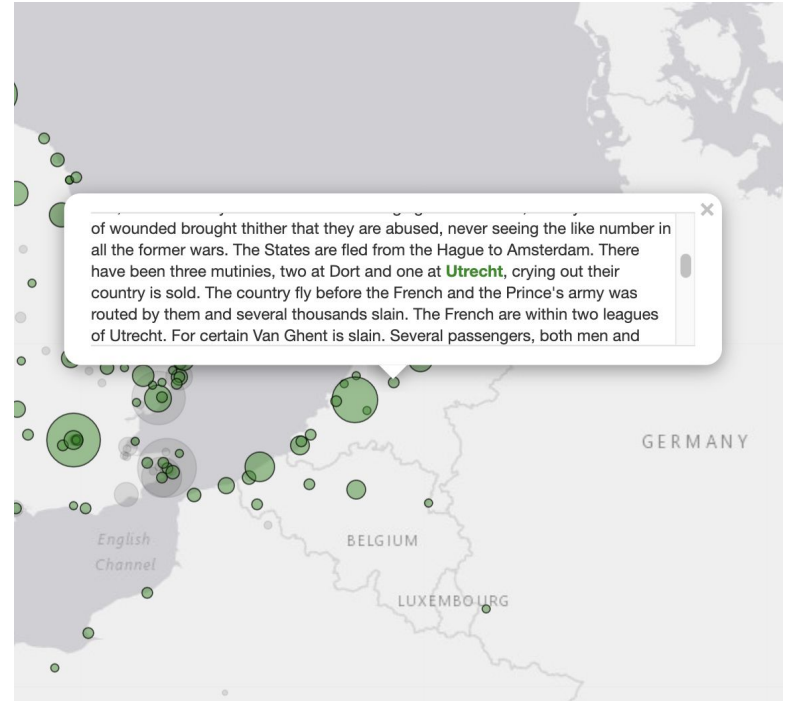 of wounded brought thither that they are abused, never seeing the like number in
all the former wars. The States are fled from the Hague to Amsterdam. There
have been three mutinies, two at Dort and one at Utrecht, crying out their
country is sold. The country fly before the French and the Prince's army was
routed by them and several thousands slain. The French are within two leagues
of Utrecht. For certain Van Ghent is slain. Several passengers, both men and
GERMANY
English
Channel
BELGIUM
LUXEMBOURG